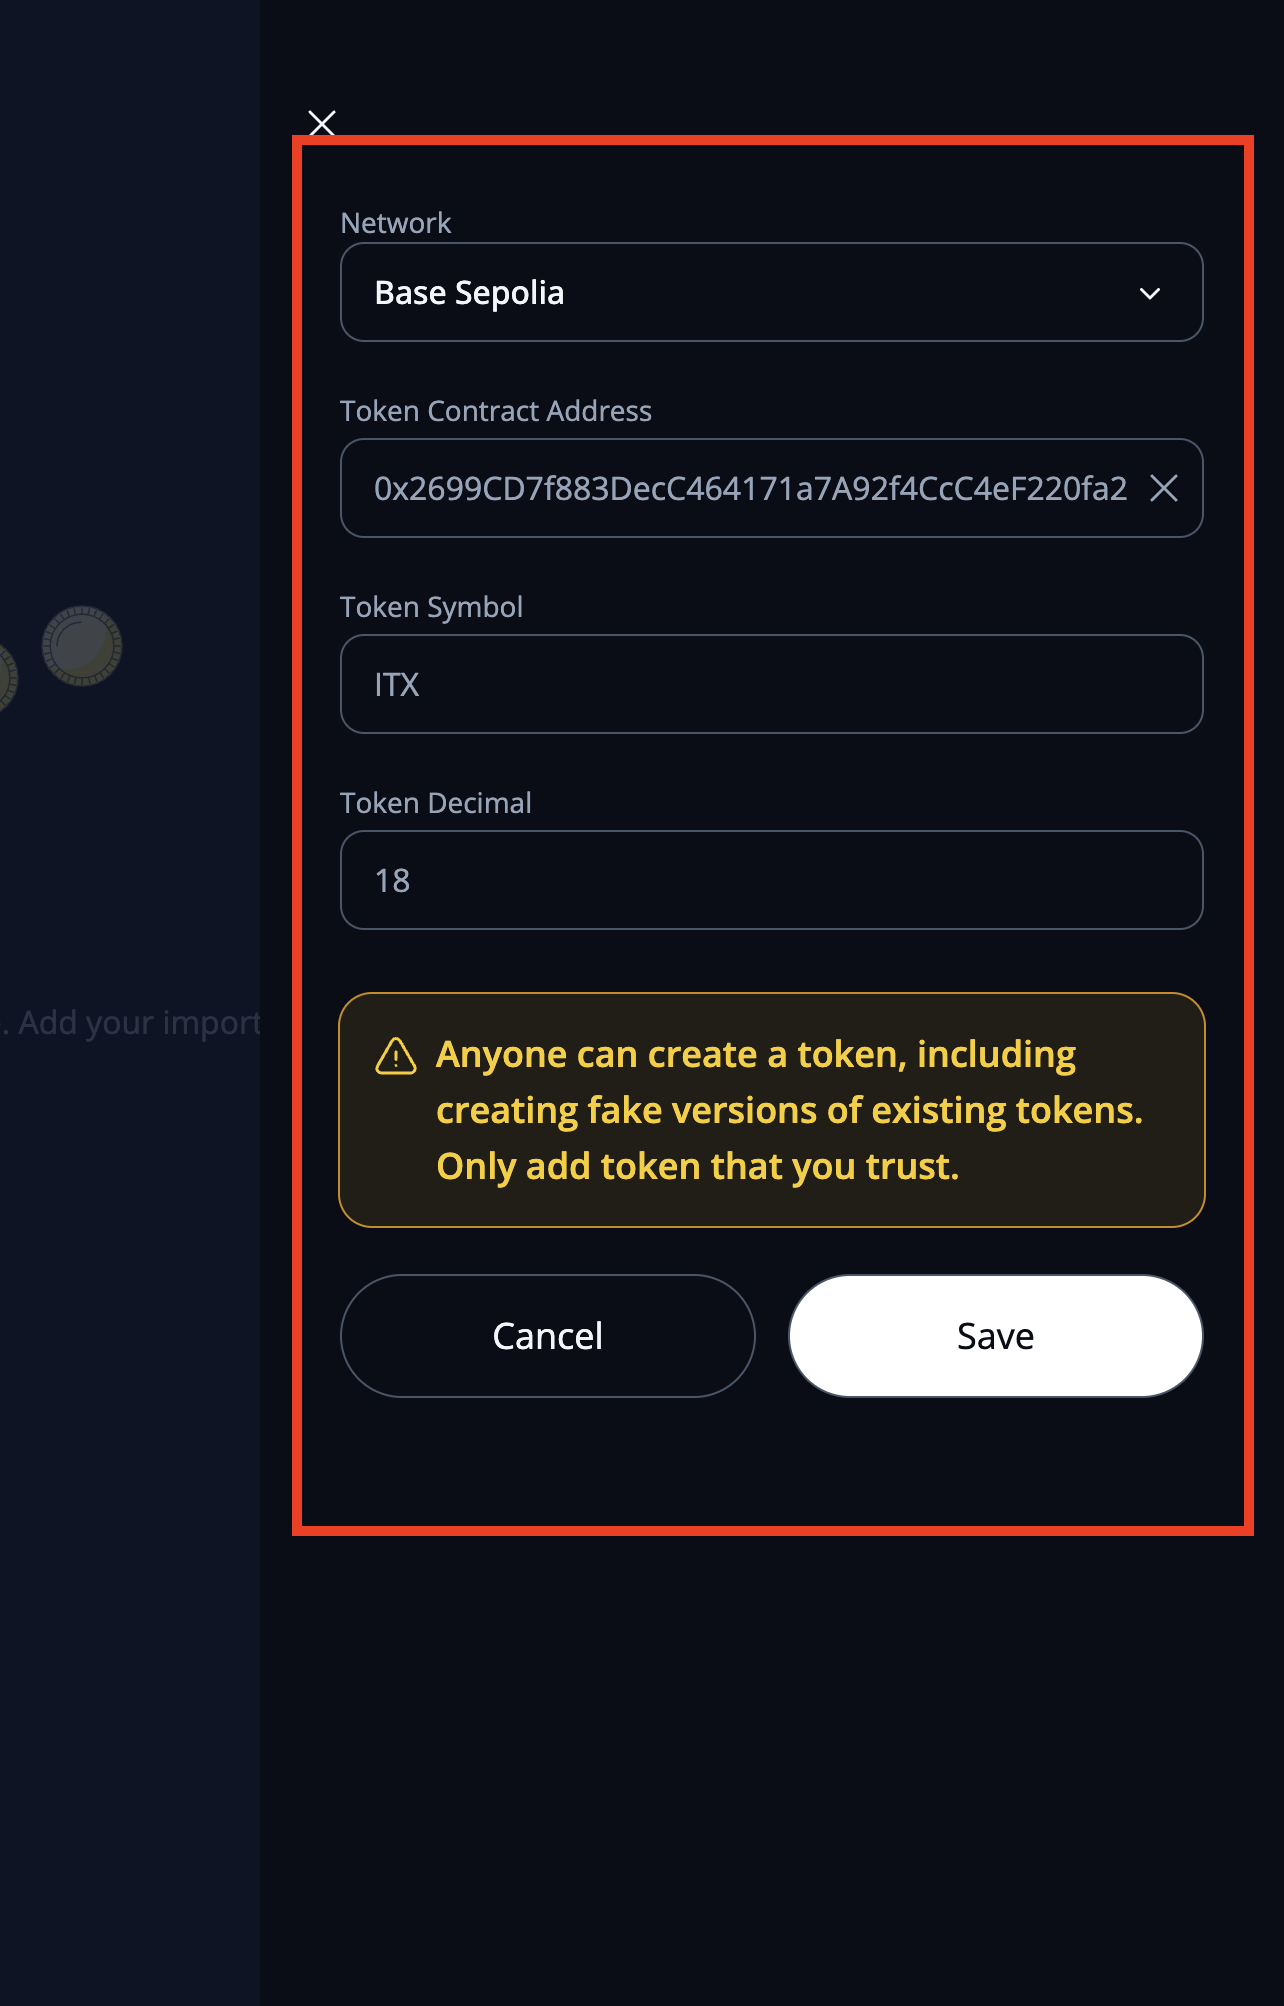 Network
Base Sepolia
Token Contract Address
0x2699CD7f883DecC464171a7A92f4CcC4eF220fa2
Token Symbol
ITX
Token Decimal
18
. Add your import
Anyone can create a token, including
creating fake versions of existing tokens.
Only add token that you trust.
Cancel
Save